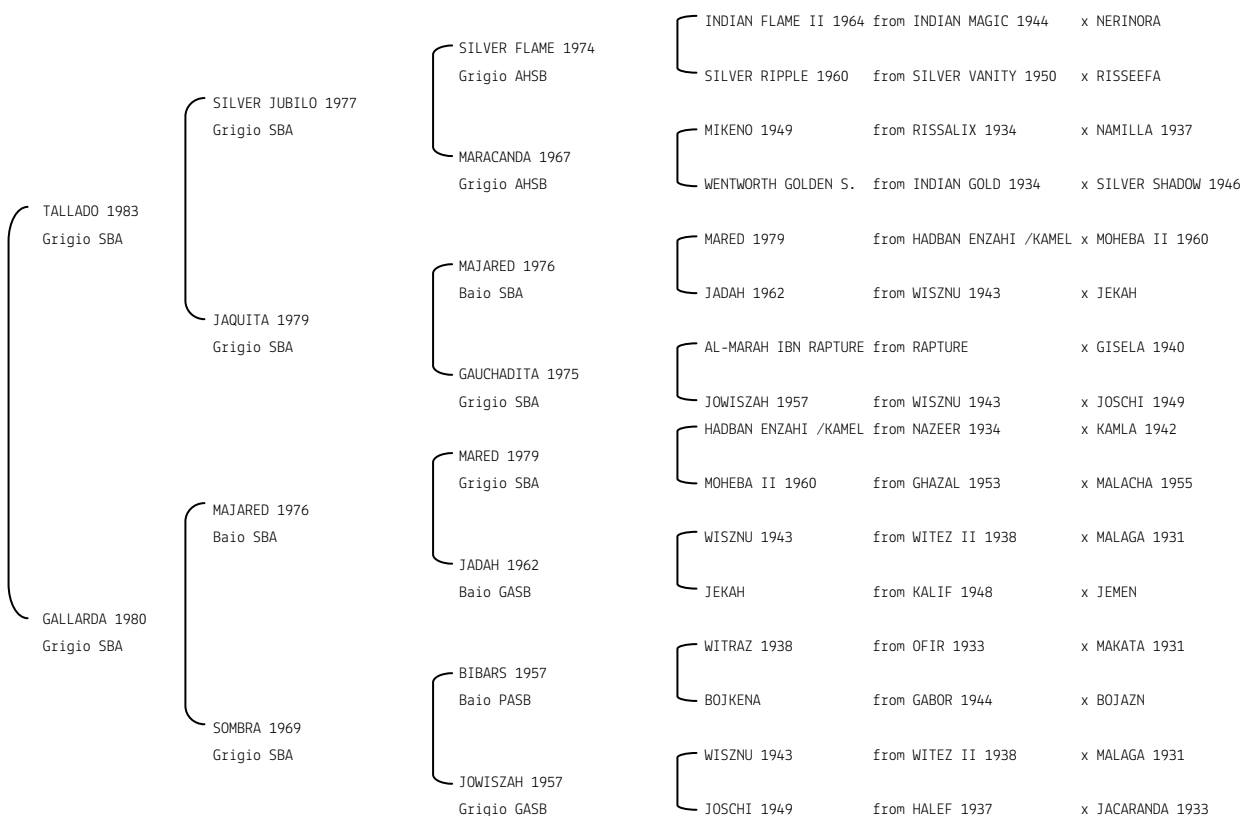 INDIAN FLAME II 1964 from INDIAN MAGIC 1944 x NERINORA
SILVER FLAME 1974
Grigio AHSB
SILVER RIPPLE 1960 from SILVER VANITY 1950 x RISSEEFA
SILVER JUBILO 1977
Grigio SBA
MIKENO 1949 from RISSALIX 1934 x NAMILLA 1937
MARACANDA 1967
Grigio AHSB
WENTWORTH GOLDEN S. from INDIAN GOLD 1934 x SILVER SHADOW 1946
TALLADO 1983
Grigio SBA
MARED 1979 from HADBAN ENZAHI /KAMEL x MOHEBA II 1960
MAJARED 1976
Baio SBA
JADAH 1962 from WISZNU 1943 x JEKAH
JAQUITA 1979
Grigio SBA
AL-MARAH IBN RAPTURE from RAPTURE x GISELA 1940
GAUCHADITA 1975
Grigio SBA
JOWISZAH 1957 from WISZNU 1943 x JOSCHI 1949
HADBAN ENZAHI /KAMEL from NAZEER 1934 x KAMLA 1942
MARED 1979
Grigio SBA
MOHEBA II 1960 from GHAZAL 1953 x MALACHA 1955
MAJARED 1976
Baio SBA
WISZNU 1943 from WITEZ II 1938 x MALAGA 1931
JADAH 1962
Baio GASB
JEKAH from KALIF 1948 x JEMEN
GALLARDA 1980
Grigio SBA
WITRAZ 1938 from OFIR 1933 x MAKATA 1931
BIBARS 1957
Baio PASB
BOJKENA from GABOR 1944 x BOJAZN
SOMBRA 1969
Grigio SBA
WISZNU 1943 from WITEZ II 1938 x MALAGA 1931
JOWISZAH 1957
Grigio GASB
JOSCHI 1949 from HALEF 1937 x JACARANDA 1933